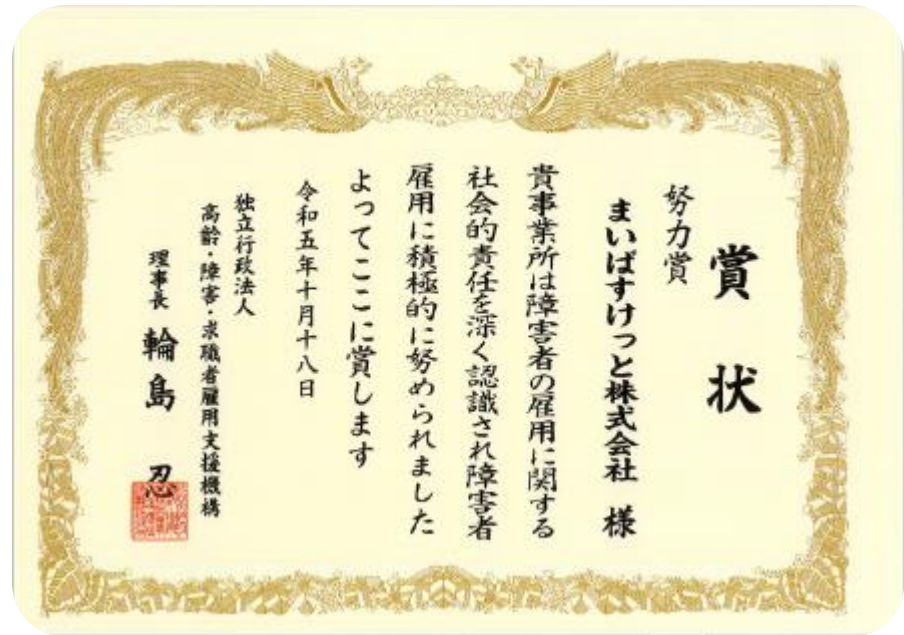 賞状
努力賞
まいばすけっと株式会社 様
貴事業所は障害者の雇用に関する
社会的責任を深く認識され障害者
雇用に積極的に努められました
よってここに賞します
令和五年十月十八日
独立行政法人
高齢・障害・求職者雇用支援機構
理事長 輪島 忍